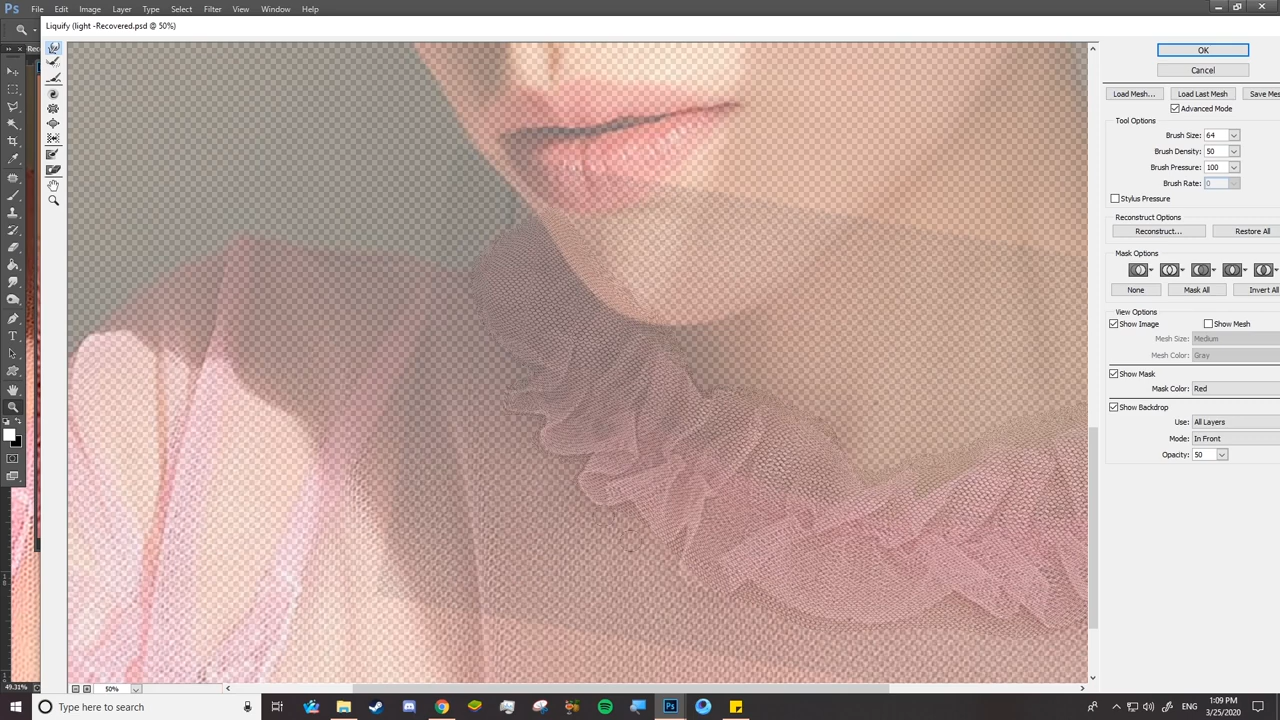 Ps File Edit Image Layer Type Select Filter View Window Help
Liquify (light -Recovered.psd @ 50%)
OK
Cancel
Load Mesh... Load Last Mesh Save Mes
Advanced Mode
Tool Options
Brush Size: 64
Brush Density: 50
Brush Pressure: 100
Brush Rate: 0
Stylus Pressure
Reconstruct Options
Reconstruct... Restore All
Mask Options
None Mask All Invert All
View Options
Show Image Show Mesh
Mesh Size: Medium
Mesh Color: Gray
Show Mask
Mask Color: Red
Show Backdrop
Use: All Layers
Mode: In Front
Opacity: 50
49.31%
50%
Type here to search
Ps
ENG
1:09 PM
3/25/2020